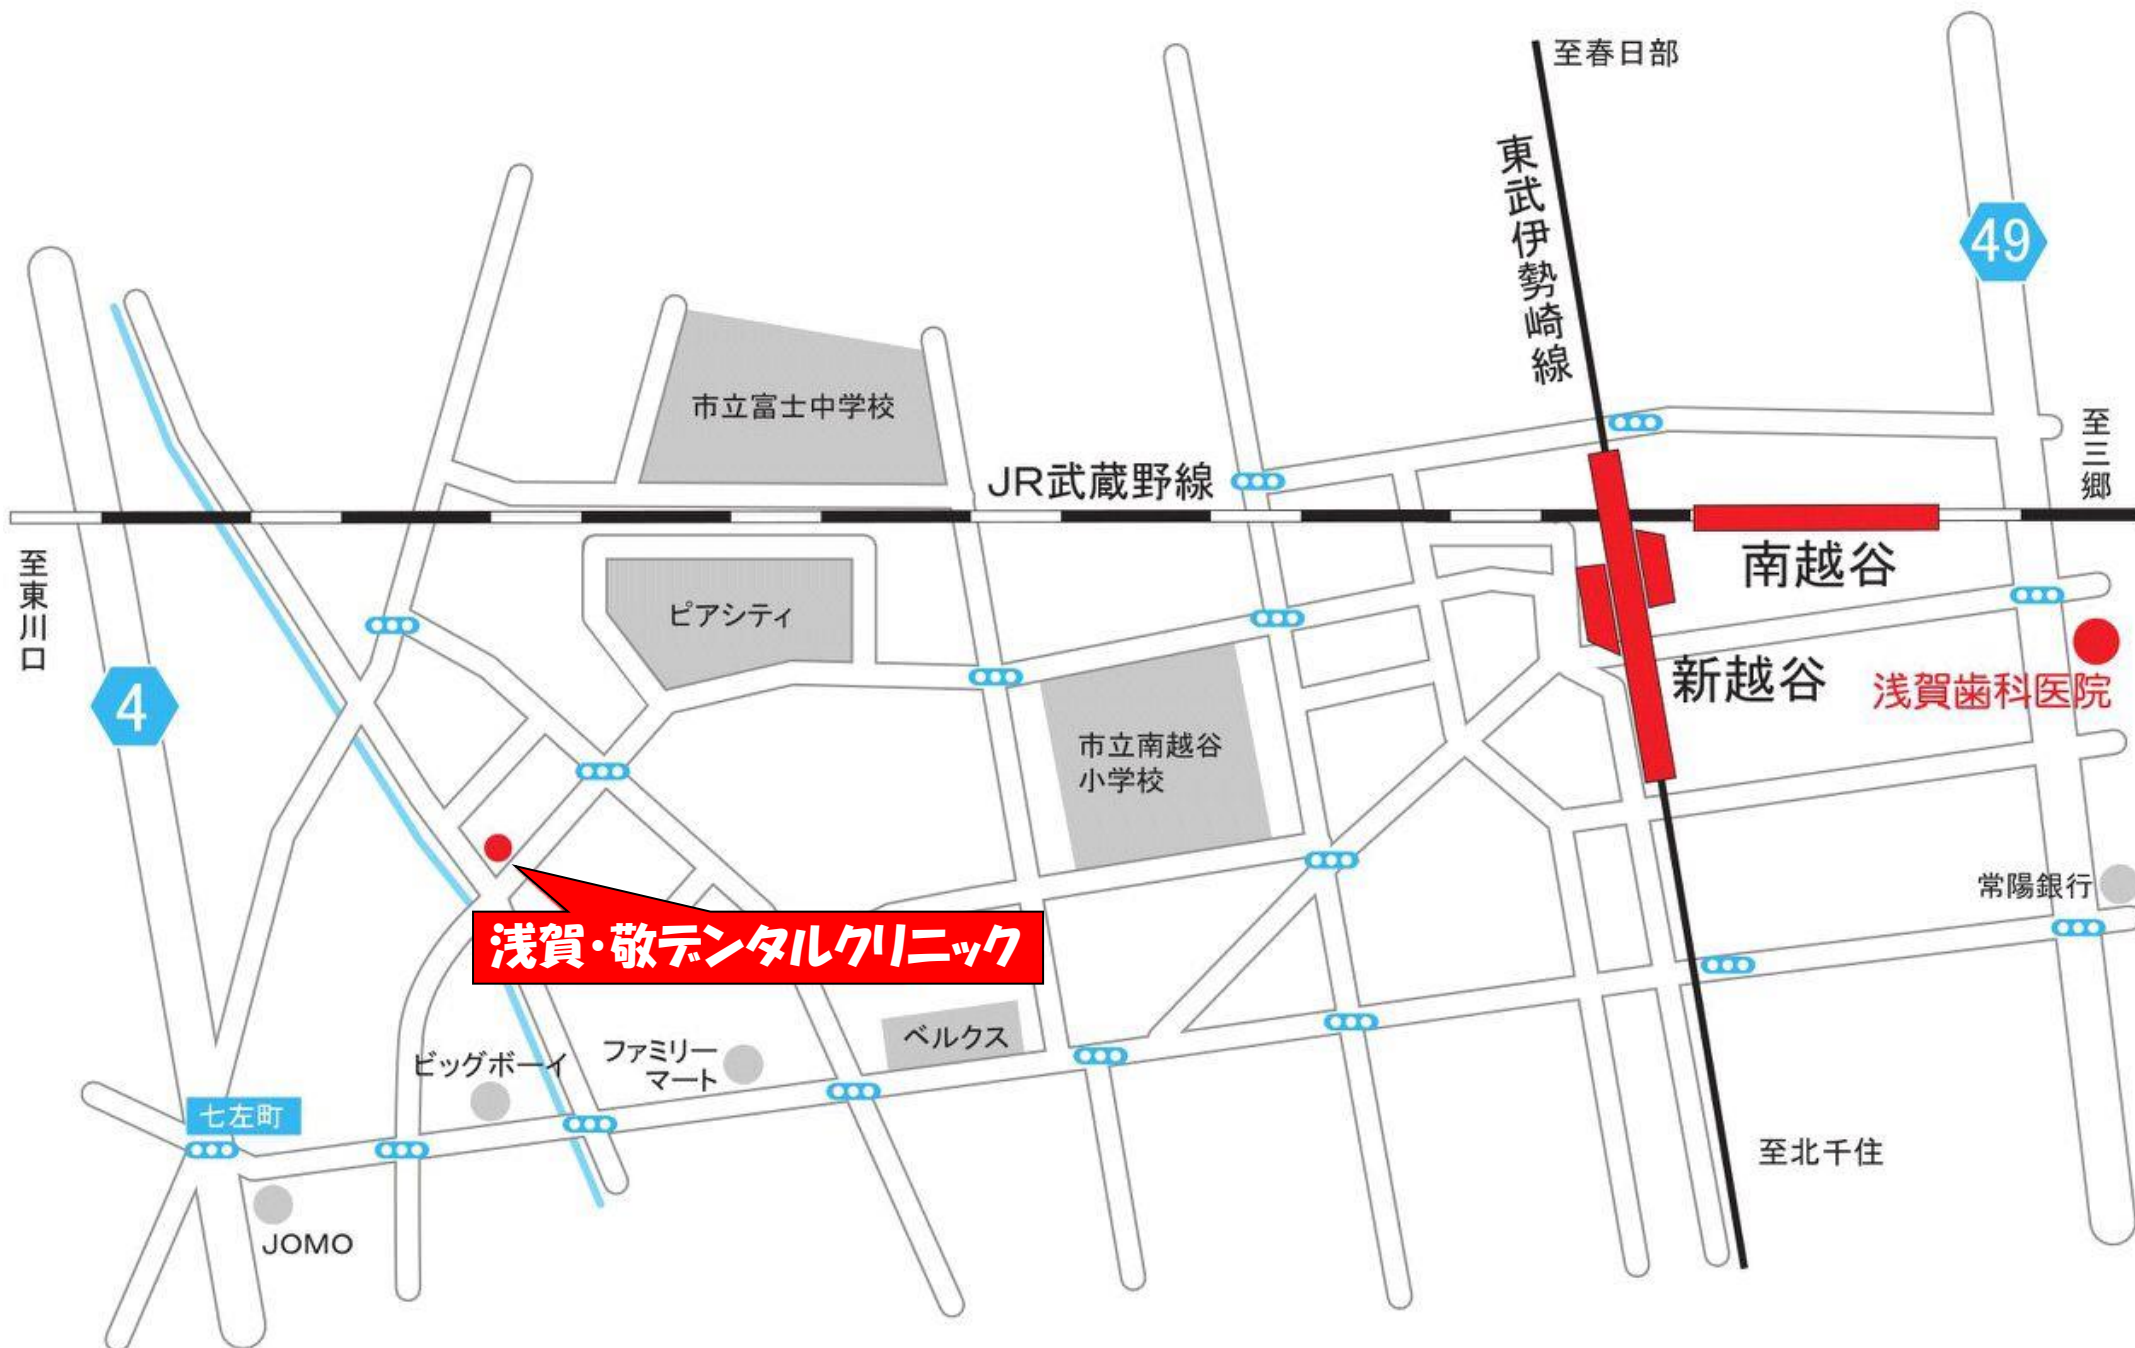 至春日部
東武伊勢崎線
49
市立富士中学校
JR武蔵野線
至三郷
至東川口
南越谷
ピアシティ
4
新越谷
浅賀歯科医院
市立南越谷
小学校
常陽銀行
浅賀・敬デンタルクリニック
ベルクス
ビッグボーイ
ファミリー
マート
七左町
至北千住
JOMO